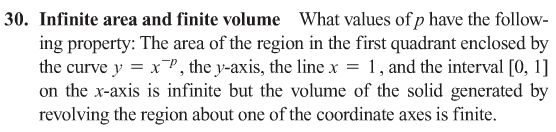 30. Infinite area and finite volume What values of p have the follow-
ing property: The area of the region in the first quadrant enclosed by
the curve y = x⁻ᵖ, the y-axis, the line x = 1, and the interval [0, 1]
on the x-axis is infinite but the volume of the solid generated by
revolving the region about one of the coordinate axes is finite.